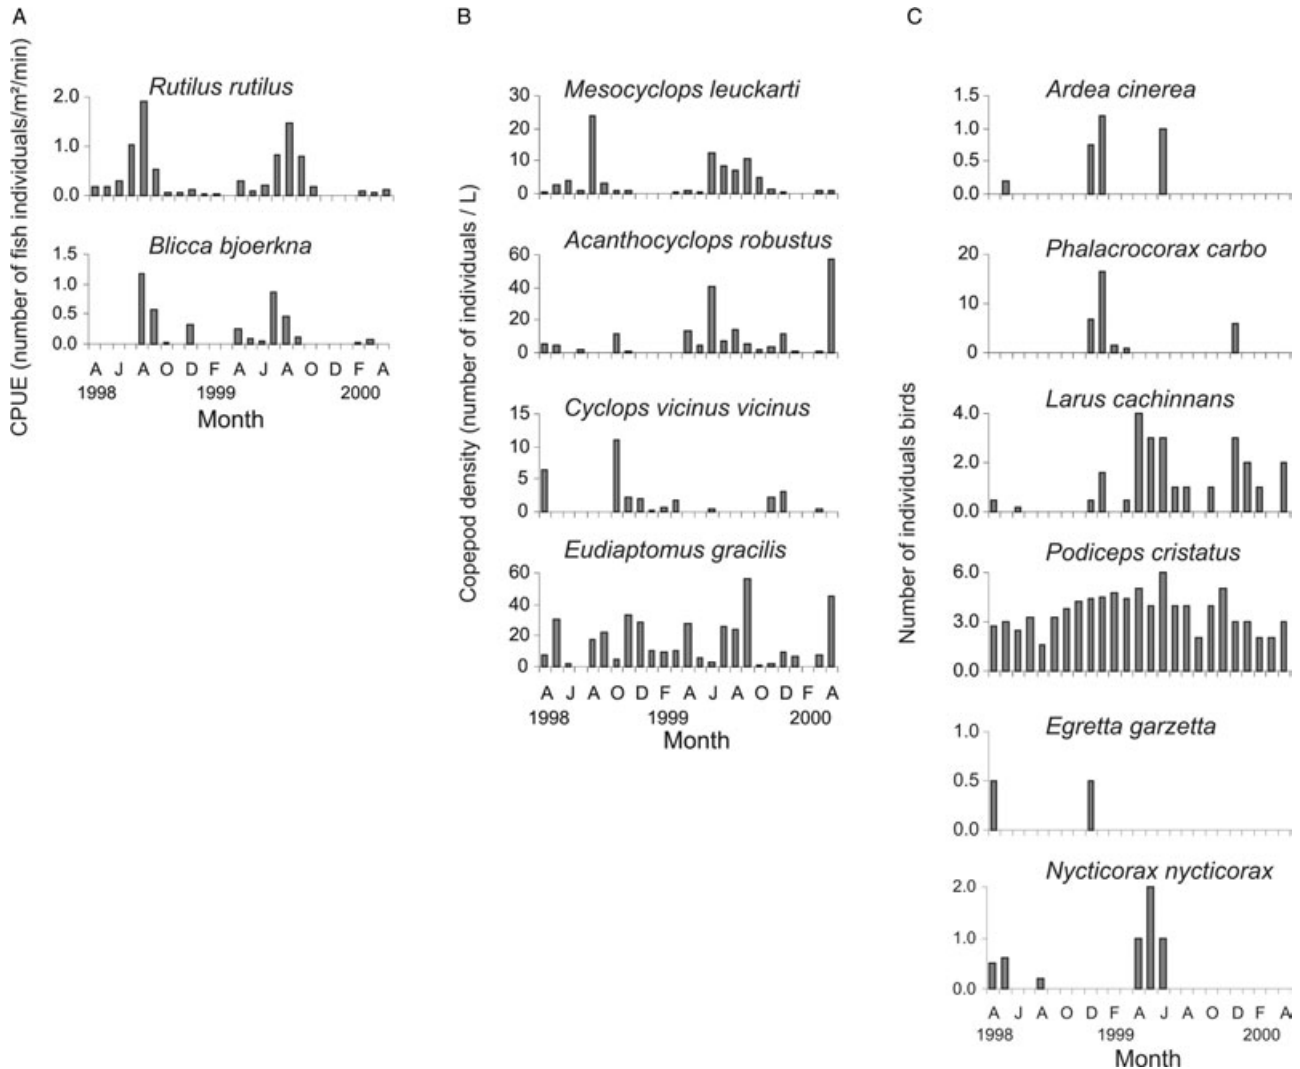 A
CPUE (number of fish individuals/m²/min)
Rutilus rutilus
2.0
1.0
0.0
Blicca bjoerkna
1.5
1.0
0.5
0.0
A J A O D F A J A O D F A
1998 1999 2000
Month
B
Copepod density (number of individuals / L)
Mesocyclops leuckarti
30
20
10
0
Acanthocyclops robustus
60
40
20
0
Cyclops vicinus vicinus
15
10
5
0
Eudiaptomus gracilis
60
40
20
0
A J A O D F A J A O D F A
1998 1999 2000
Month
C
Number of individuals birds
Ardea cinerea
1.5
1.0
0.5
0.0
Phalacrocorax carbo
20
10
0
Larus cachinnans
4.0
2.0
0.0
Podiceps cristatus
6.0
3.0
0.0
Egretta garzetta
1.0
0.5
0.0
Nycticorax nycticorax
2.0
1.0
0.0
A J A O D F A J A O D F A
1998 1999 2000
Month